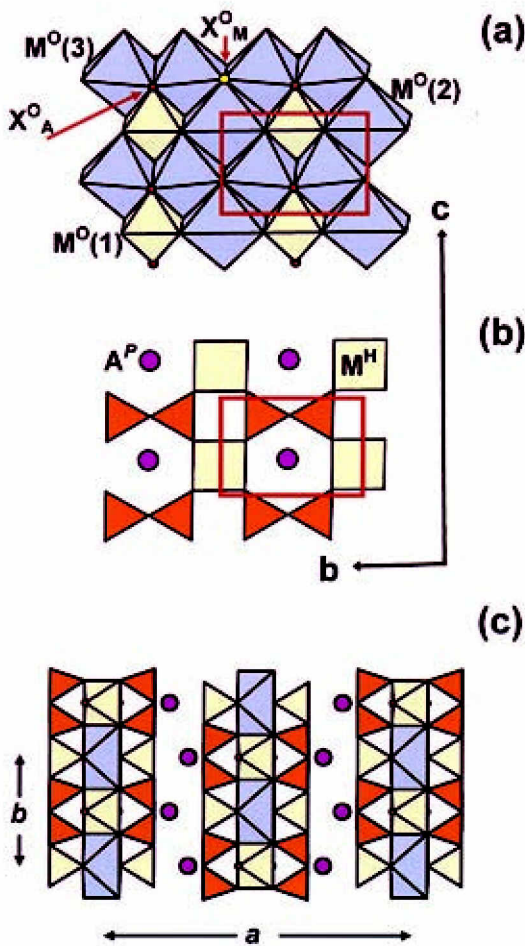 (a)
X^O_M
M^O(3)
M^O(2)
X^O_A
M^O(1)
c
(b)
A^P
M^H
b
(c)
b
a